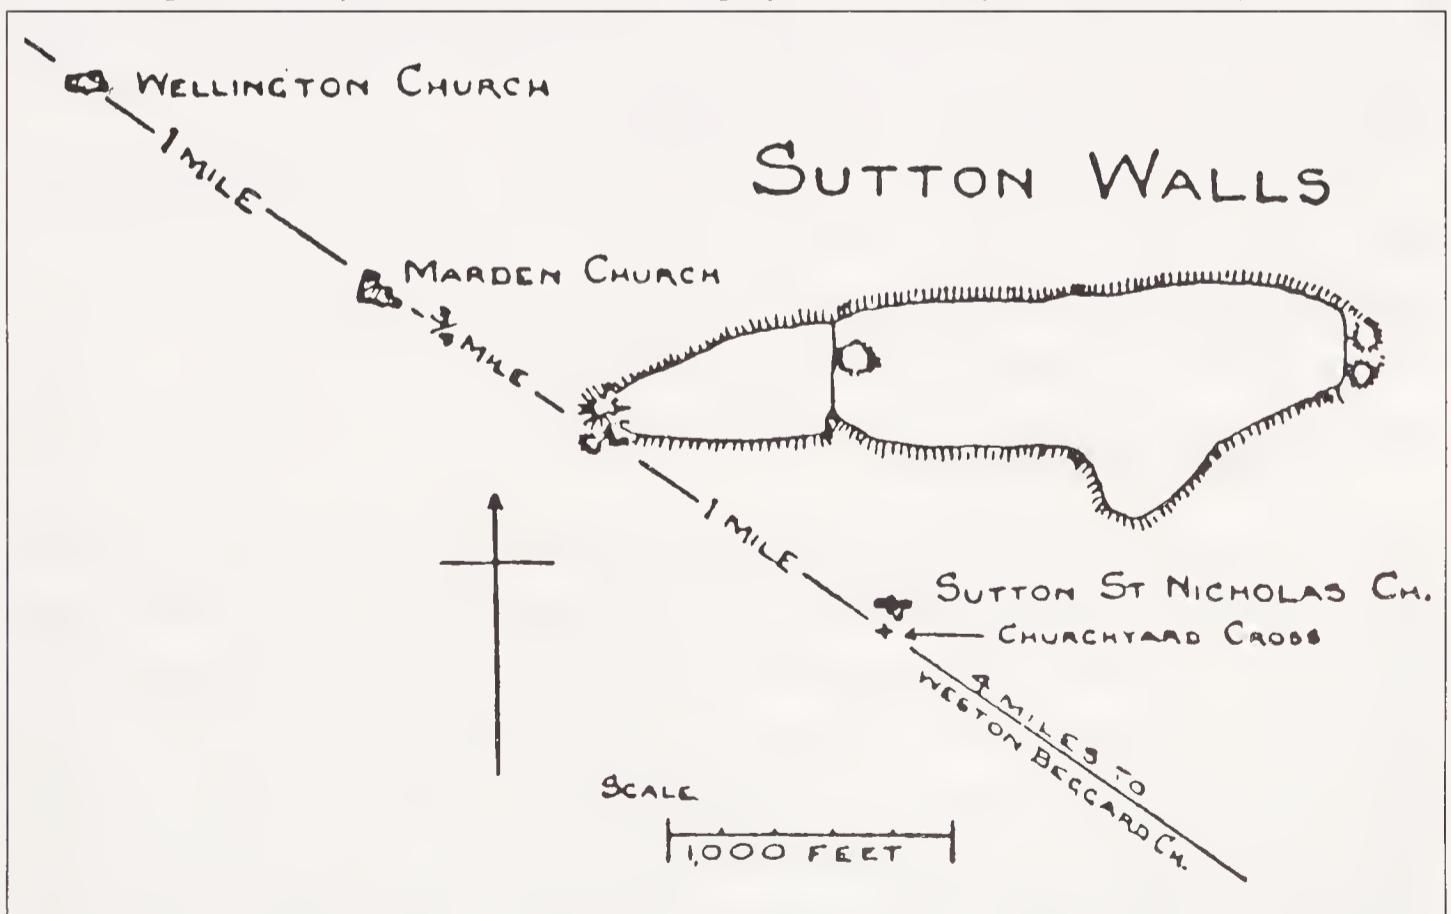 WELLINGTON CHURCH
1 MILE
SUTTON WALLS
MARDEN CHURCH
3/4 MILE
1 MILE
SUTTON ST NICHOLAS CH.
CHURCHYARD CROSS
4 MILES TO
WESTON BEGGARD CH.
SCALE
1,000 FEET